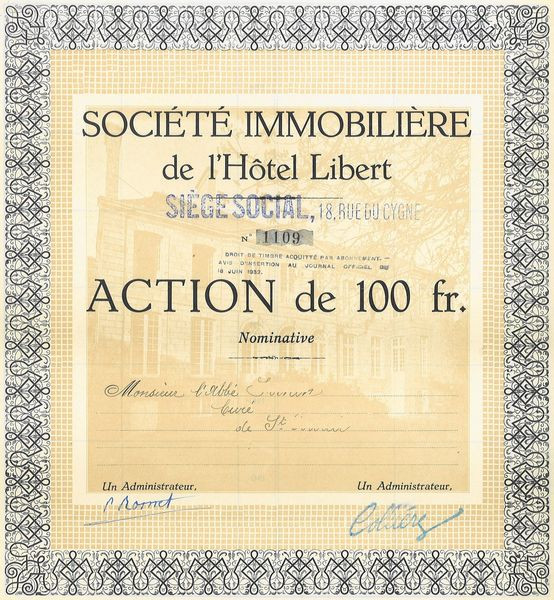 SOCIÉTÉ IMMOBILIÈRE
de l'Hôtel Libert
SIÈGE SOCIAL, 18, RUE DU CYGNE
N° 1109
DROIT DE TIMBRE ACQUITTÉ PAR ABONNEMENT. —
AVIS D'INSERTION AU JOURNAL OFFICIEL DU
18 JUIN 1932.
ACTION de 100 fr.
Nominative
Monsieur l'Abbé
Curé
de St
Un Administrateur, Un Administrateur,